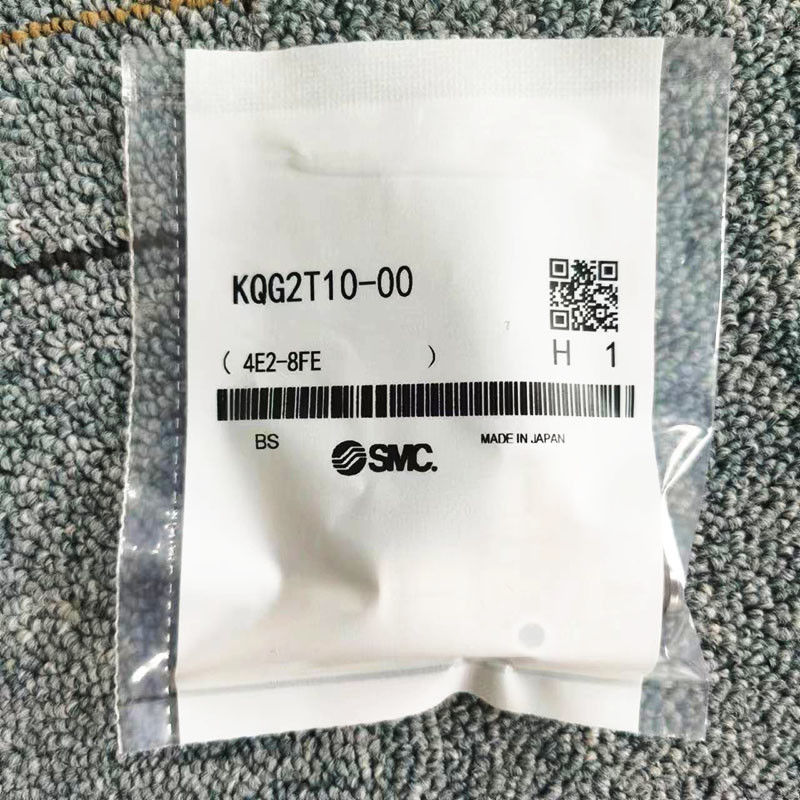 KQG2T10-00
( 4E2-8FE )
H 1
BS
SMC.
MADE IN JAPAN